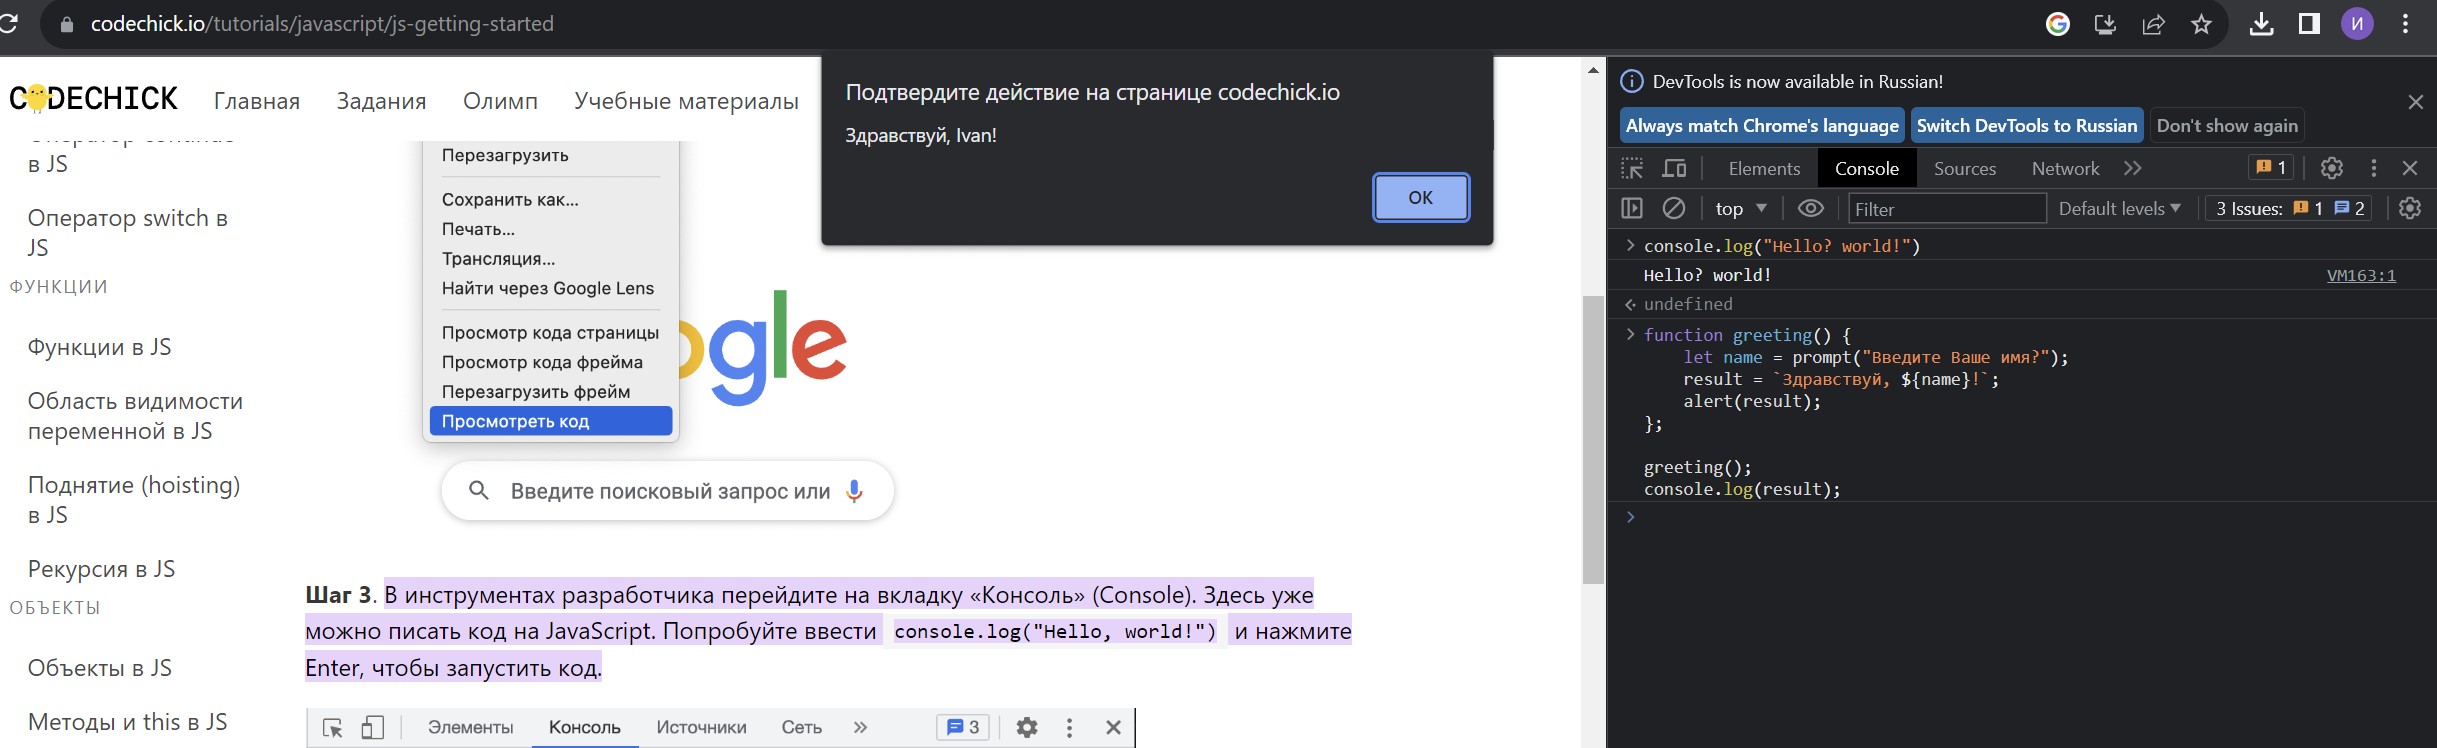 codechick.io/tutorials/javascript/js-getting-started
И
CODECHICK
Главная
Задания
Олимп
Учебные материалы
в JS
Оператор switch в
JS
ФУНКЦИИ
Функции в JS
Область видимости
переменной в JS
Поднятие (hoisting)
в JS
Рекурсия в JS
ОБЪЕКТЫ
Объекты в JS
Методы и this в JS
Перезагрузить
Сохранить как...
Печать...
Трансляция...
Найти через Google Lens
Просмотр кода страницы
Просмотр кода фрейма
Перезагрузить фрейм
Просмотреть код
ogle
Введите поисковый запрос или
Подтвердите действие на странице codechick.io
Здравствуй, Ivan!
OK
Шаг 3. В инструментах разработчика перейдите на вкладку «Консоль» (Console). Здесь уже
можно писать код на JavaScript. Попробуйте ввести console.log("Hello, world!") и нажмите
Enter, чтобы запустить код.
Элементы
Консоль
Источники
Сеть
3
DevTools is now available in Russian!
Always match Chrome's language
Switch DevTools to Russian
Don't show again
Elements
Console
Sources
Network
1
top
Filter
Default levels
3 Issues: 1 2
console.log("Hello? world!")
Hello? world!
VM163:1
undefined
function greeting() {
let name = prompt("Введите Ваше имя?");
result = `Здравствуй, ${name}!`;
alert(result);
};
greeting();
console.log(result);